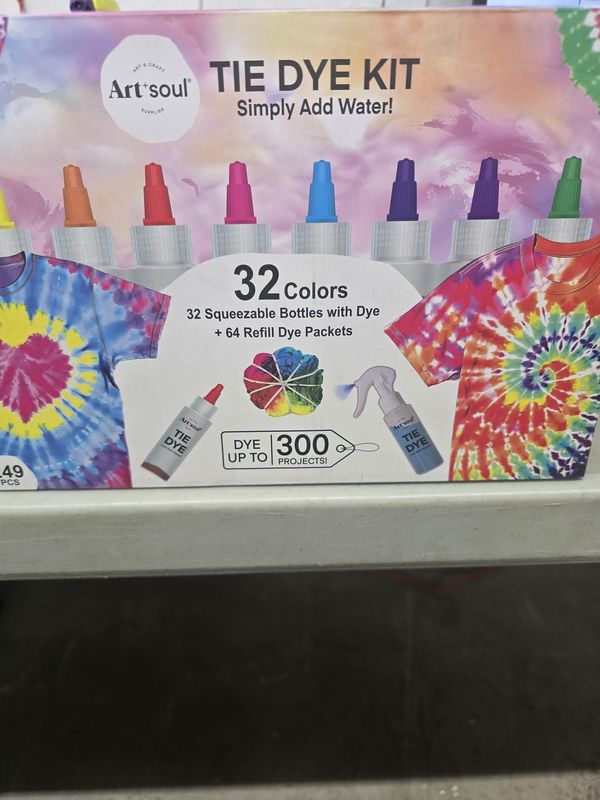 ART & CRAFT
Art+soul®
SUPPLIES
TIE DYE KIT
Simply Add Water!
32 Colors
32 Squeezable Bottles with Dye
+ 64 Refill Dye Packets
Art+soul
TIE
DYE
Art+soul
TIE
DYE
DYE
UP TO
300
PROJECTS!
49
PCS